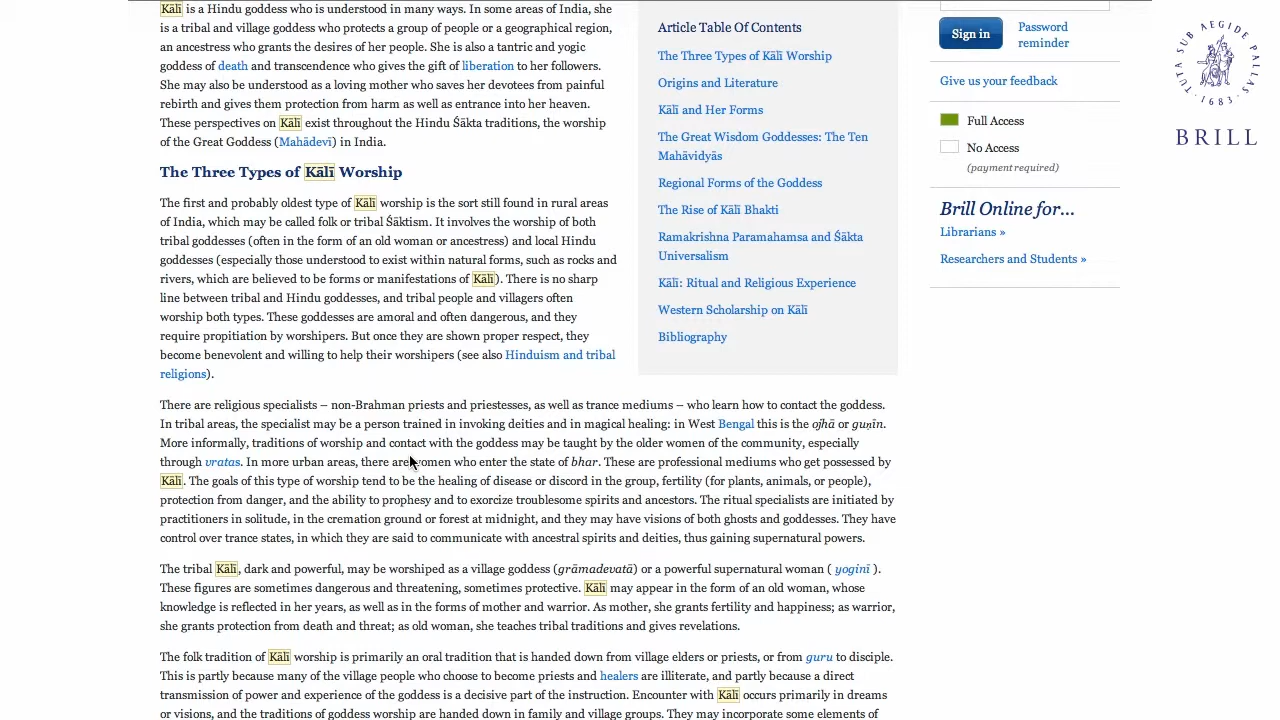 Kālī is a Hindu goddess who is understood in many ways. In some areas of India, she
is a tribal and village goddess who protects a group of people or a geographical region,
an ancestress who grants the desires of her people. She is also a tantric and yogic
goddess of death and transcendence who gives the gift of liberation to her followers.
She may also be understood as a loving mother who saves her devotees from painful
rebirth and gives them protection from harm as well as entrance into her heaven.
These perspectives on Kālī exist throughout the Hindu Śākta traditions, the worship
of the Great Goddess (Mahādevī) in India.
The Three Types of Kālī Worship
The first and probably oldest type of Kālī worship is the sort still found in rural areas
of India, which may be called folk or tribal Śāktism. It involves the worship of both
tribal goddesses (often in the form of an old woman or ancestress) and local Hindu
goddesses (especially those understood to exist within natural forms, such as rocks and
rivers, which are believed to be forms or manifestations of Kālī). There is no sharp
line between tribal and Hindu goddesses, and tribal people and villagers often
worship both types. These goddesses are amoral and often dangerous, and they
require propitiation by worshipers. But once they are shown proper respect, they
become benevolent and willing to help their worshipers (see also Hinduism and tribal
religions).
There are religious specialists – non-Brahman priests and priestesses, as well as trance mediums – who learn how to contact the goddess.
In tribal areas, the specialist may be a person trained in invoking deities and in magical healing: in West Bengal this is the ojhā or guṇīn.
More informally, traditions of worship and contact with the goddess may be taught by the older women of the community, especially
through vratas. In more urban areas, there are women who enter the state of bhar. These are professional mediums who get possessed by
Kālī. The goals of this type of worship tend to be the healing of disease or discord in the group, fertility (for plants, animals, or people),
protection from danger, and the ability to prophesy and to exorcize troublesome spirits and ancestors. The ritual specialists are initiated by
practitioners in solitude, in the cremation ground or forest at midnight, and they may have visions of both ghosts and goddesses. They have
control over trance states, in which they are said to communicate with ancestral spirits and deities, thus gaining supernatural powers.
The tribal Kālī, dark and powerful, may be worshiped as a village goddess (grāmadevatā) or a powerful supernatural woman ( yoginī ).
These figures are sometimes dangerous and threatening, sometimes protective. Kālī may appear in the form of an old woman, whose
knowledge is reflected in her years, as well as in the forms of mother and warrior. As mother, she grants fertility and happiness; as warrior,
she grants protection from death and threat; as old woman, she teaches tribal traditions and gives revelations.
The folk tradition of Kālī worship is primarily an oral tradition that is handed down from village elders or priests, or from guru to disciple.
This is partly because many of the village people who choose to become priests and healers are illiterate, and partly because a direct
transmission of power and experience of the goddess is a decisive part of the instruction. Encounter with Kālī occurs primarily in dreams
or visions, and the traditions of goddess worship are handed down in family and village groups. They may incorporate some elements of
Article Table Of Contents
The Three Types of Kālī Worship
Origins and Literature
Kālī and Her Forms
The Great Wisdom Goddesses: The Ten
Mahāvidyās
Regional Forms of the Goddess
The Rise of Kālī Bhakti
Ramakrishna Paramahamsa and Śākta
Universalism
Kālī: Ritual and Religious Experience
Western Scholarship on Kālī
Bibliography
Sign in
Password
reminder
Give us your feedback
Full Access
No Access
(payment required)
Brill Online for...
Librarians »
Researchers and Students »
TUTA SUB AEGIDE PALLAS · 1683 ·
BRILL